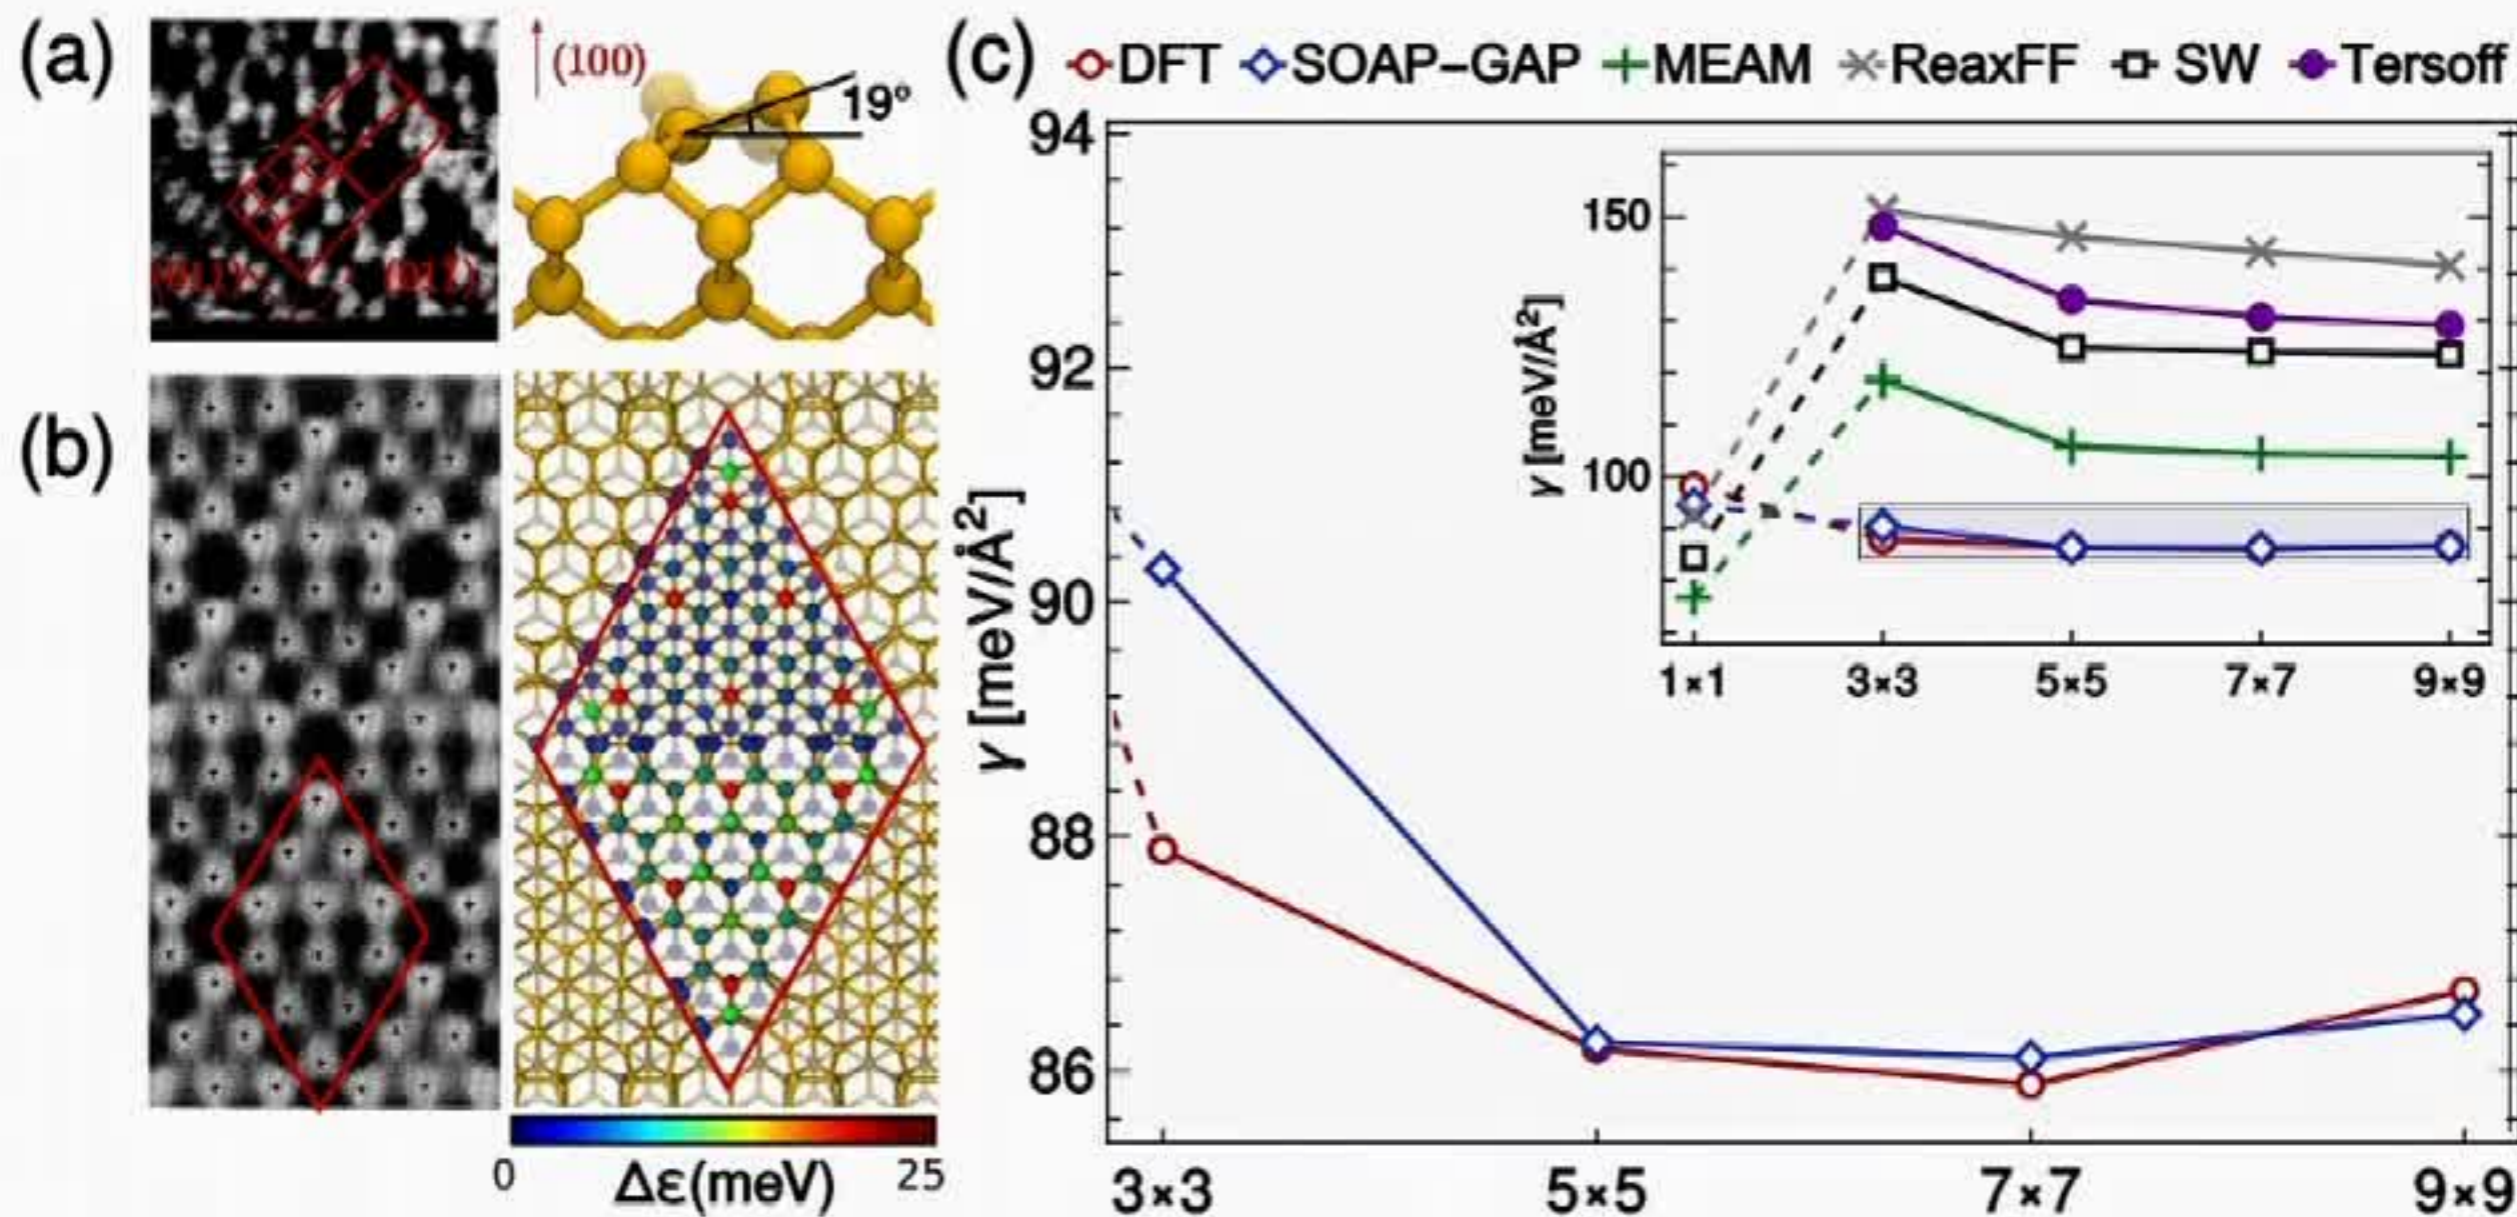 (a)
(100)
19°
(b)
0
25
Δε(meV)
(c)
DFT SOAP–GAP MEAM ReaxFF SW Tersoff
94
92
90
88
86
γ [meV/Å²]
3×3 5×5 7×7 9×9
150
100
γ [meV/Å²]
1×1 3×3 5×5 7×7 9×9